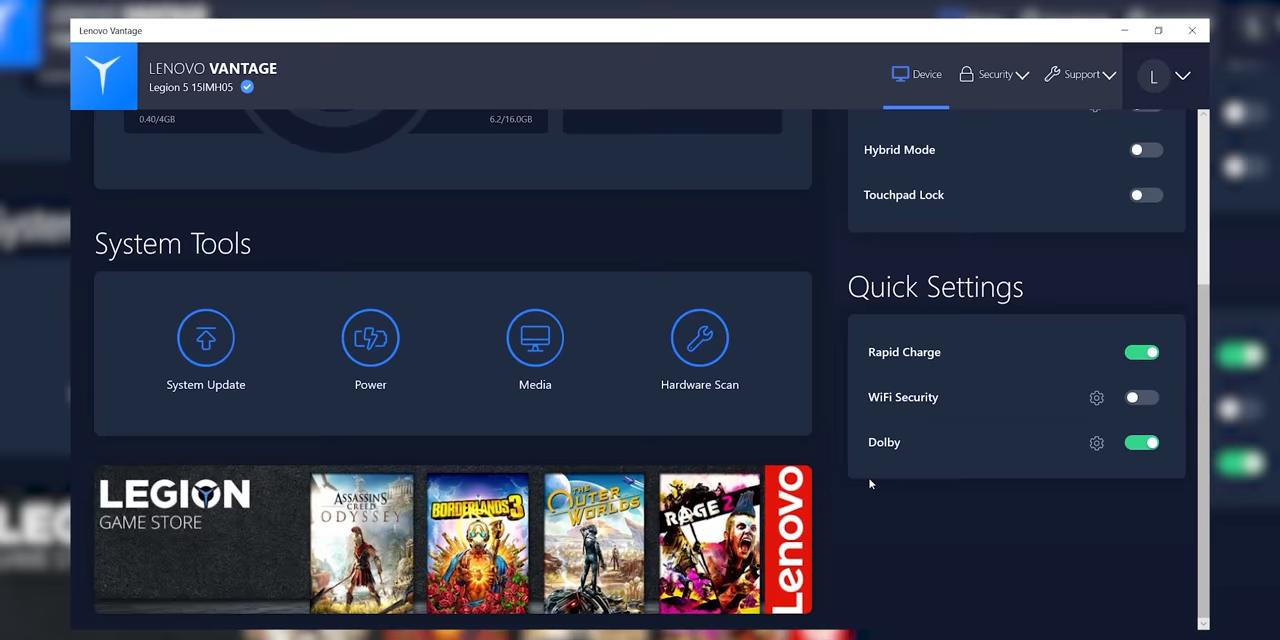 Lenovo Vantage
LENOVO VANTAGE
Legion 5 15IMH05
Device
Security
Support
L
0.40/4GB
6.2/16.0GB
Hybrid Mode
Touchpad Lock
System Tools
System Update
Power
Media
Hardware Scan
Quick Settings
Rapid Charge
WiFi Security
Dolby
LEGION
GAME STORE
ASSASSIN'S
CREED
ODYSSEY
BORDERLANDS 3
THE
OUTER
WORLDS
RAGE 2
Lenovo